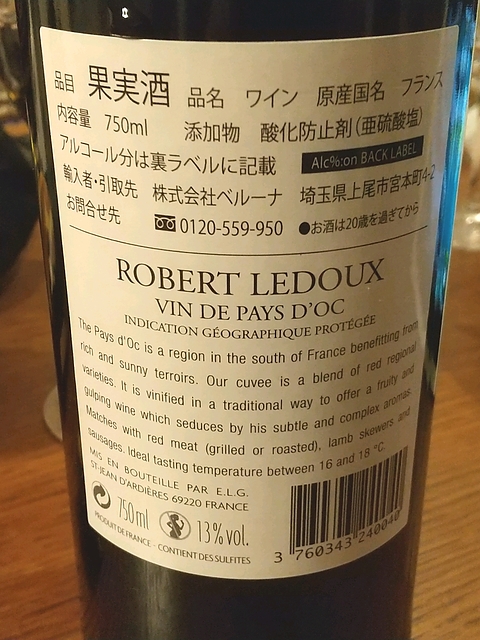 品目 果実酒 品名 ワイン 原産国名 フランス
内容量 750ml 添加物 酸化防止剤(亜硫酸塩)
アルコール分は裏ラベルに記載 Alc%:on BACK LABEL
輸入者・引取先 株式会社ベルーナ 埼玉県上尾市宮本町4-2
お問合せ先 0120-559-950 ●お酒は20歳を過ぎてから
ROBERT LEDOUX
VIN DE PAYS D'OC
INDICATION GÉOGRAPHIQUE PROTÉGÉE
The Pays d'Oc is a region in the south of France benefitting from
rich and sunny terroirs. Our cuvee is a blend of red regional
varieties. It is vinified in a traditional way to offer a fruity and
gulping wine which seduces by his subtle and complex aromas.
Matches with red meat (grilled or roasted), lamb skewers and
sausages. Ideal tasting temperature between 16 and 18 °C.
MIS EN BOUTEILLE PAR E.L.G.
ST-JEAN D'ARDIÈRES 69220 FRANCE
750ml 13% vol.
PRODUIT DE FRANCE - CONTIENT DES SULFITES
3 760343 240040